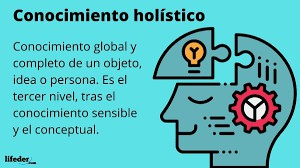 Conocimiento holístico
Conocimiento global y
completo de un objeto,
idea o persona. Es el
tercer nivel, tras el
conocimiento sensible
y el conceptual.
lifeder